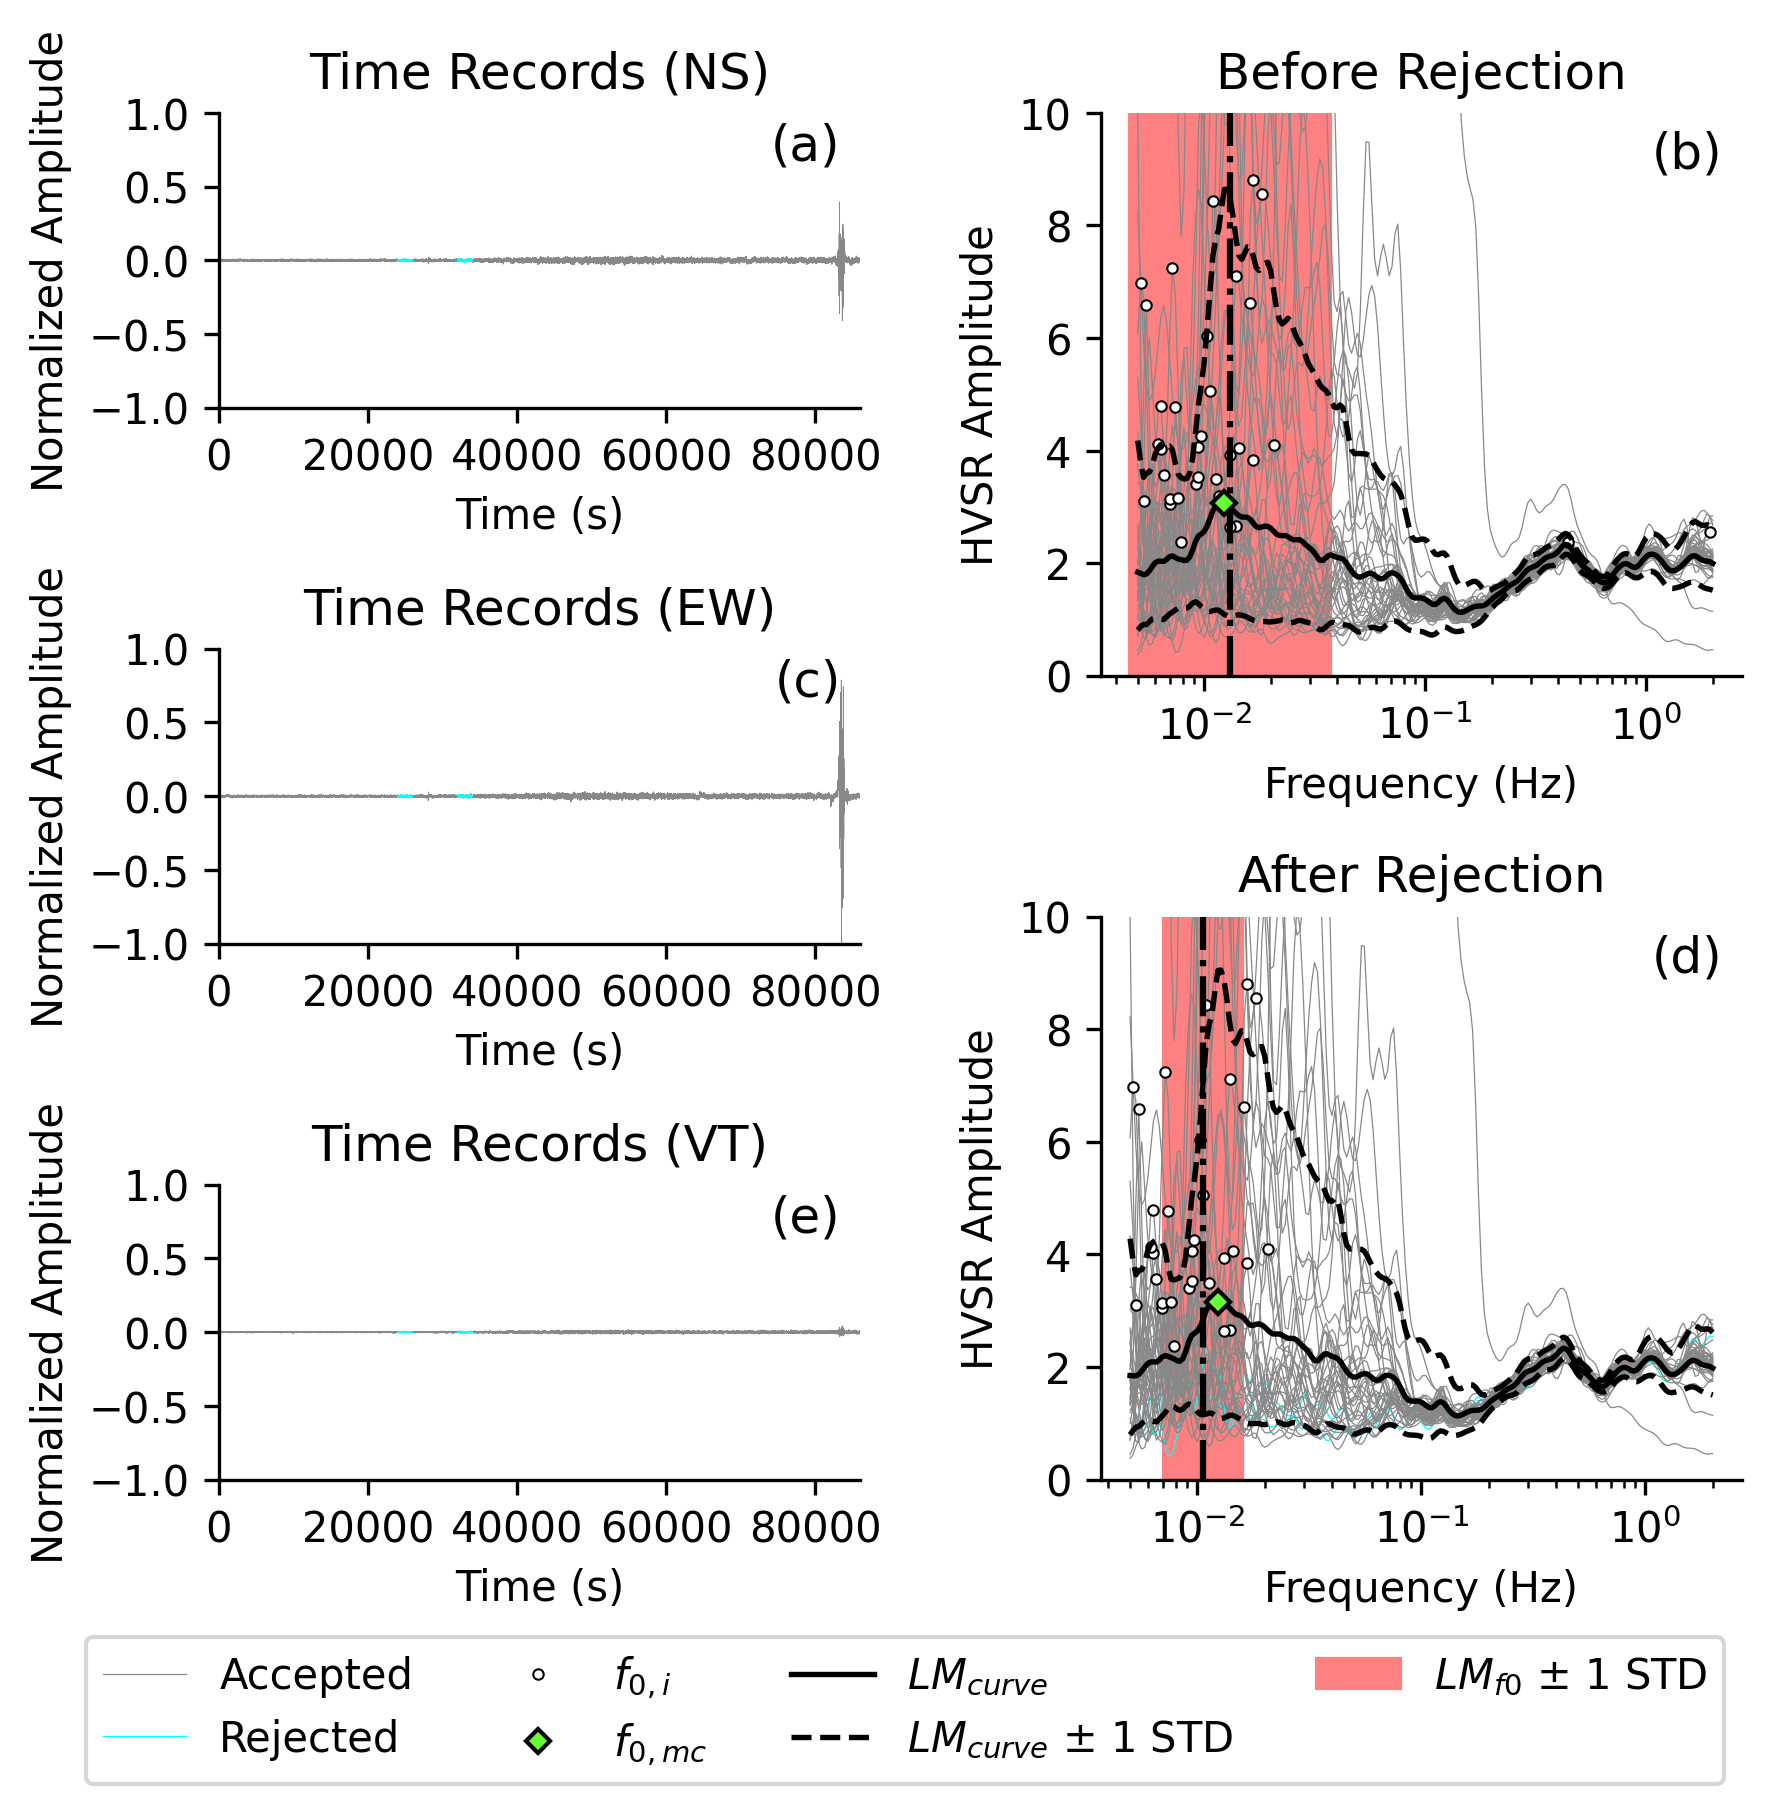 Time Records (NS)
Normalized Amplitude
1.0
0.5
0.0
−0.5
−1.0
(a)
0 20000 40000 60000 80000
Time (s)
Before Rejection
HVSR Amplitude
10
8
6
4
2
0
(b)
10⁻² 10⁻¹ 10⁰
Frequency (Hz)
Time Records (EW)
Normalized Amplitude
1.0
0.5
0.0
−0.5
−1.0
(c)
0 20000 40000 60000 80000
Time (s)
After Rejection
HVSR Amplitude
10
8
6
4
2
0
(d)
10⁻² 10⁻¹ 10⁰
Frequency (Hz)
Time Records (VT)
Normalized Amplitude
1.0
0.5
0.0
−0.5
−1.0
(e)
0 20000 40000 60000 80000
Time (s)
Accepted
Rejected
f0,i
f0,mc
LMcurve
LMcurve ± 1 STD
LMf0 ± 1 STD